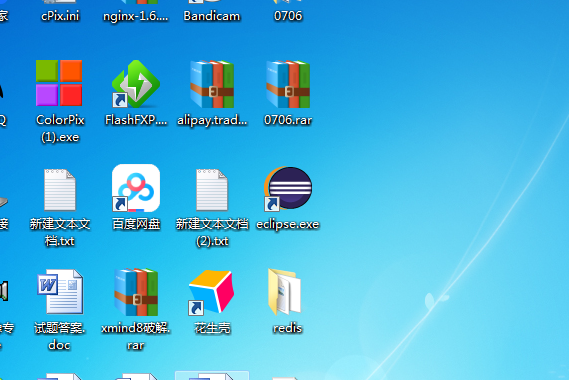 家 cPix.ini nginx-1.6.... Bandicam 0706
Q ColorPix FlashFXP.... alipay.trad... 0706.rar
(1).exe
接 新建文本文 百度网盘 新建文本文档 eclipse.exe
档.txt (2).txt
专 试题答案. xmind8破解. 花生壳 redis
doc rar